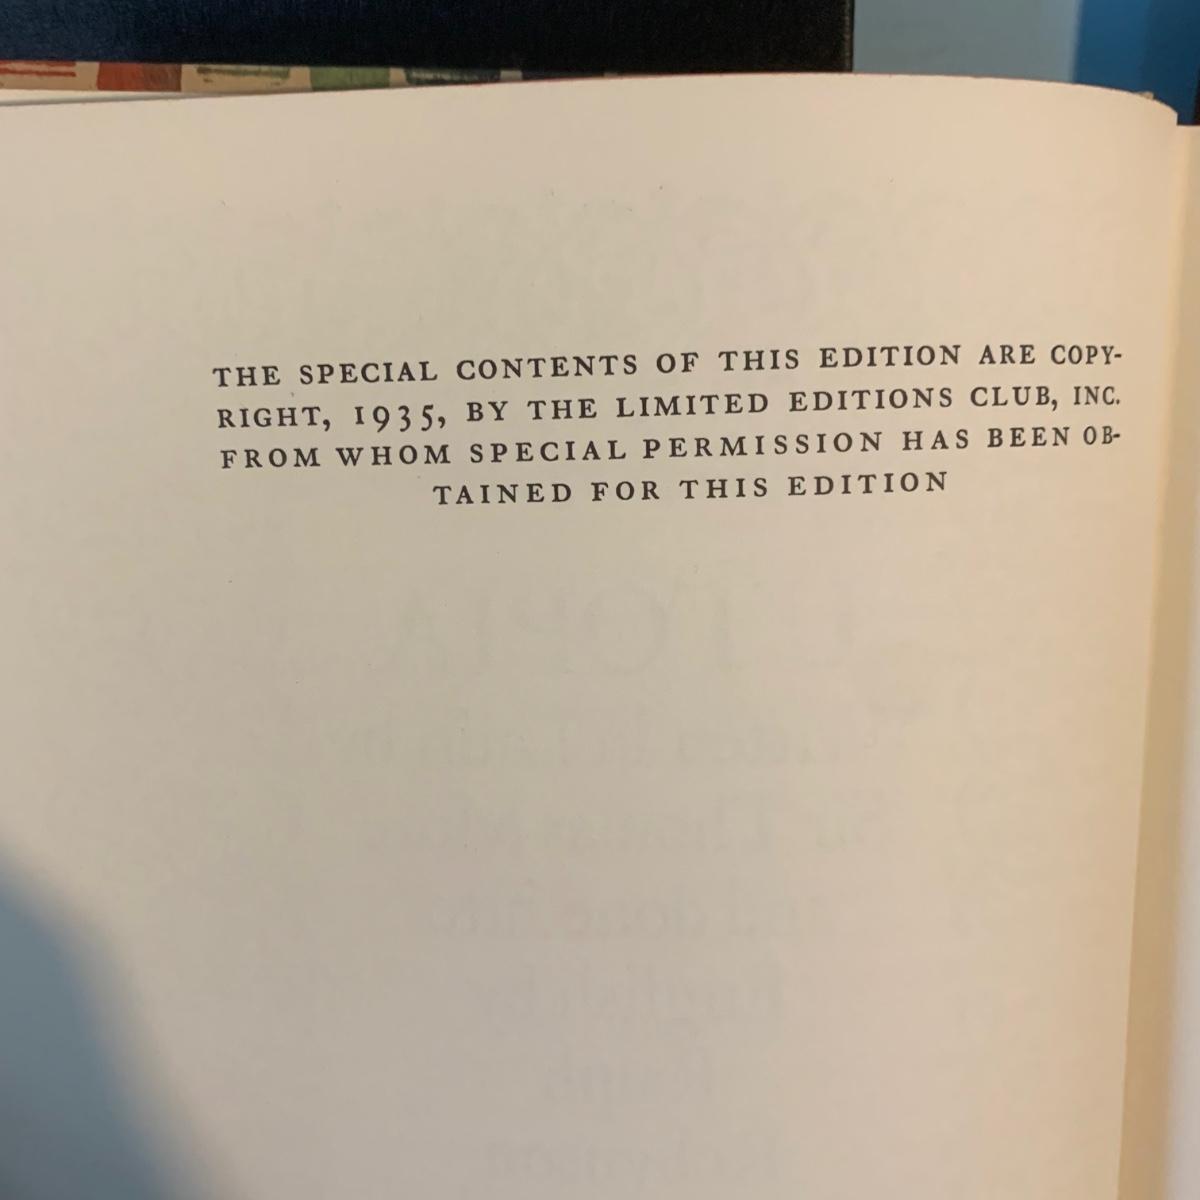 THE SPECIAL CONTENTS OF THIS EDITION ARE COPY-
RIGHT, 1935, BY THE LIMITED EDITIONS CLUB, INC.
FROM WHOM SPECIAL PERMISSION HAS BEEN OB-
TAINED FOR THIS EDITION
UTOPIA